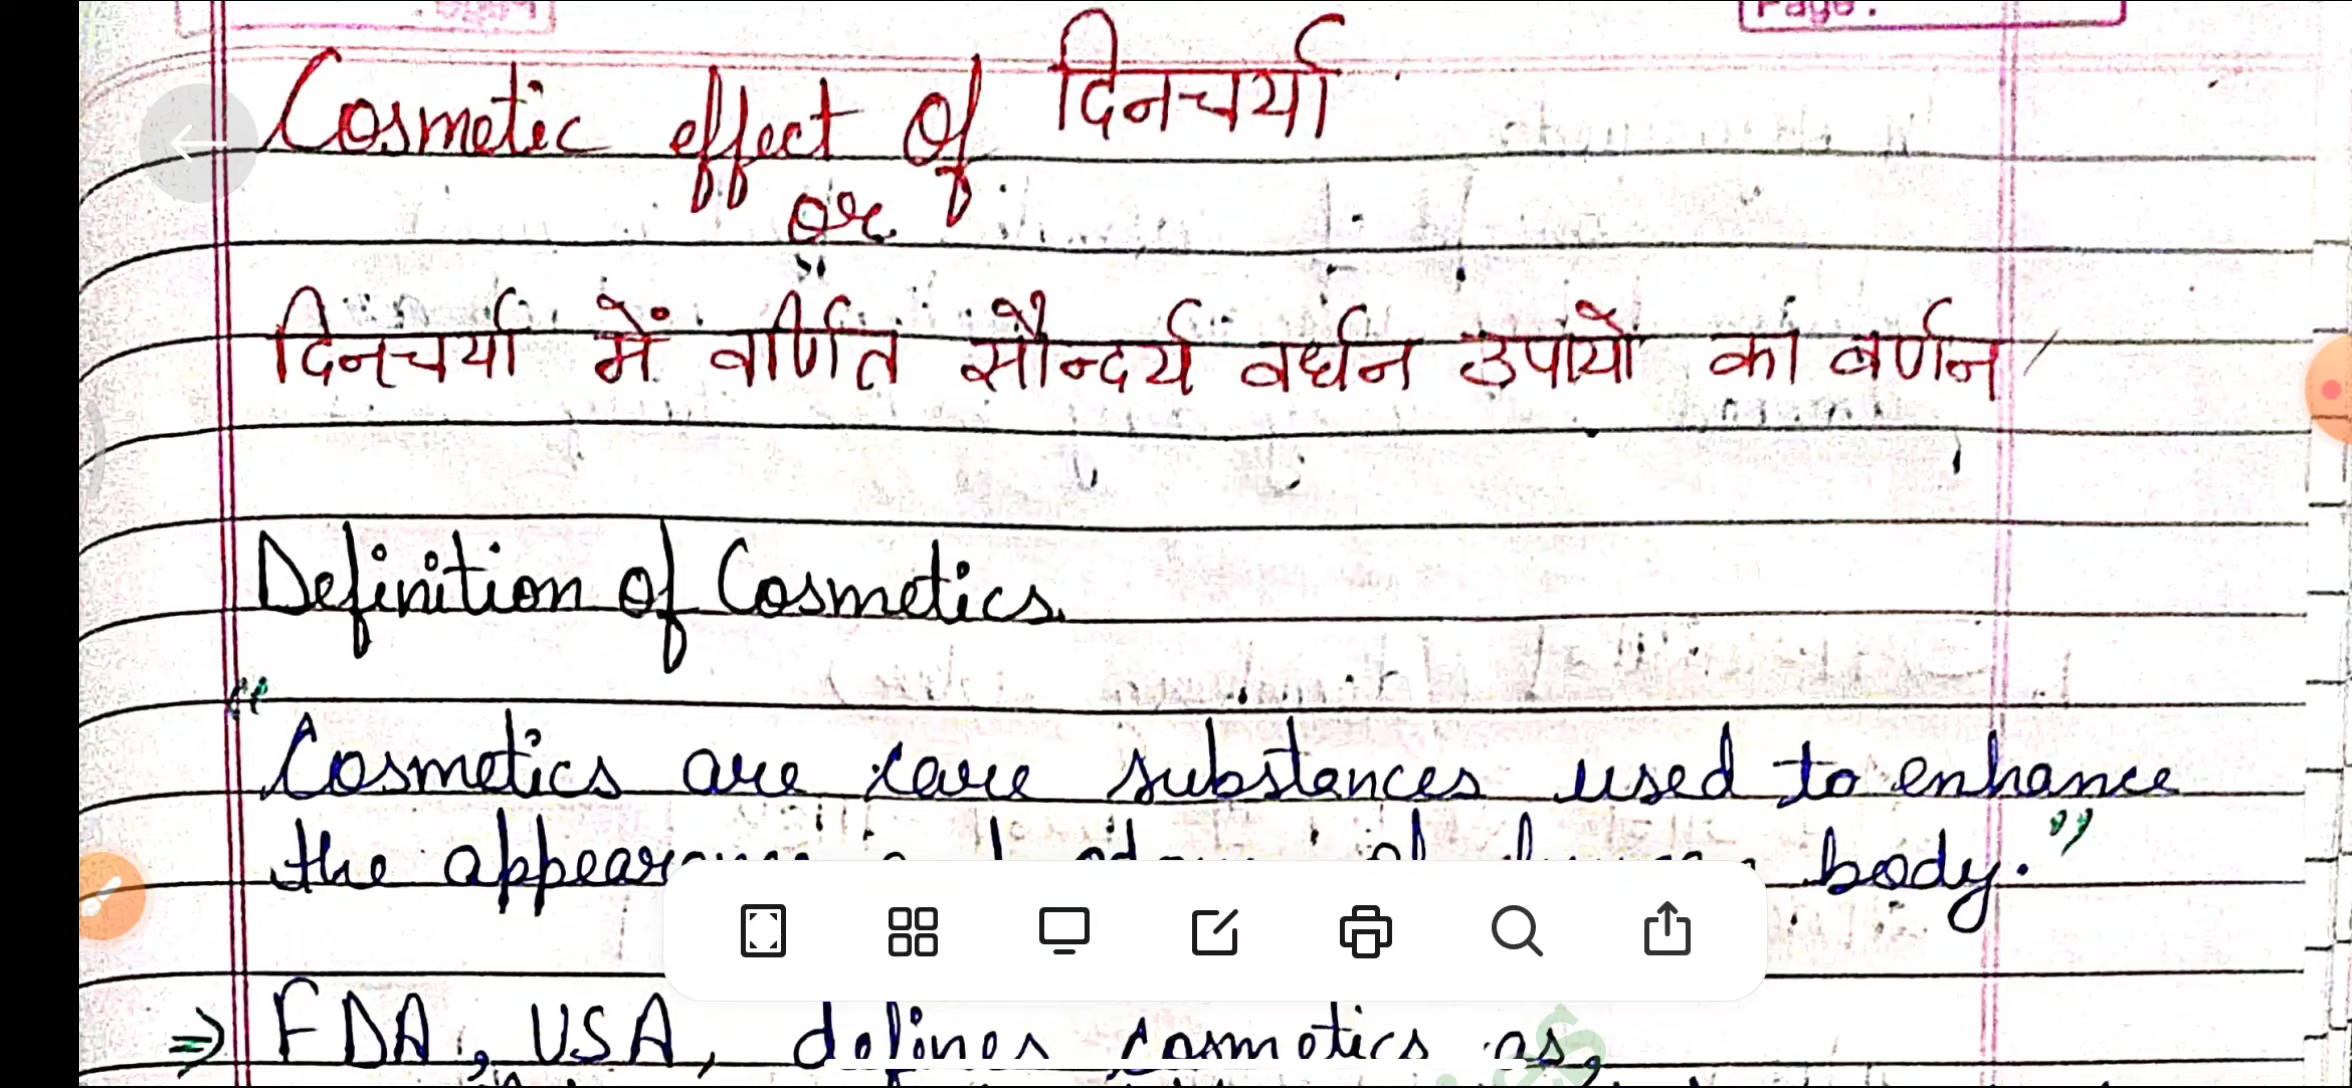 Page.
Cosmetic effect of दिनचर्या
or
दिनचर्या में वर्णित सौन्दर्य वर्धन उपायो का वर्णन
Definition of Cosmetics.
“Cosmetics are care substances used to enhance
the body.”
⇒ FDA, USA, defines cosmetics as,